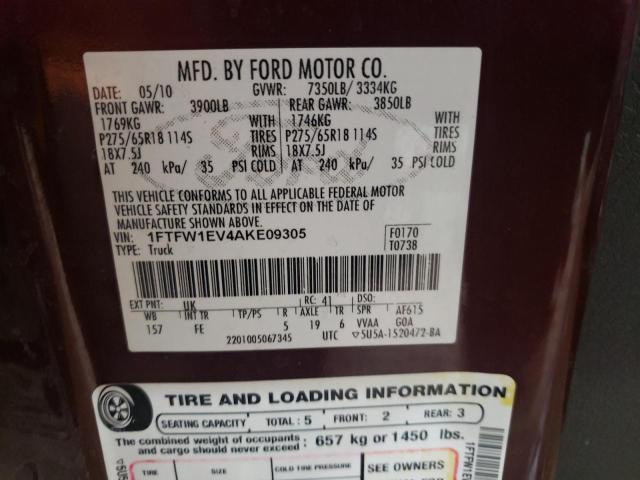 MFD. BY FORD MOTOR CO.
DATE: 05/10 GVWR: 7350LB/ 3334KG
FRONT GAWR: 3900LB REAR GAWR: 3850LB
1769KG 1746KG
P275/65R18 114S TIRES P275/65R18 114S TIRES
18X7.5J RIMS 18X7.5J RIMS
AT 240 kPa/ 35 PSI COLD AT 240 kPa/ 35 PSI COLD
THIS VEHICLE CONFORMS TO ALL APPLICABLE FEDERAL MOTOR
VEHICLE SAFETY STANDARDS IN EFFECT ON THE DATE OF
MANUFACTURE SHOWN ABOVE.
VIN: 1FTFW1EV4AKE09305 F0170
TYPE: Truck T0738
EXT PNT: UK RC: 41 DSO:
WB INT TR TP/PS R AXLE TR SPR AF615
157 FE 5 19 6 VVAA GOA
2201005067345 UTC ▽5U5A-1520472-BA
TIRE AND LOADING INFORMATION
SEATING CAPACITY TOTAL: 5 FRONT: 2 REAR: 3
The combined weight of occupants
and cargo should never exceed: 657 kg or 1450 lbs.
TIRE SIZE COLD TIRE PRESSURE SEE OWNERS